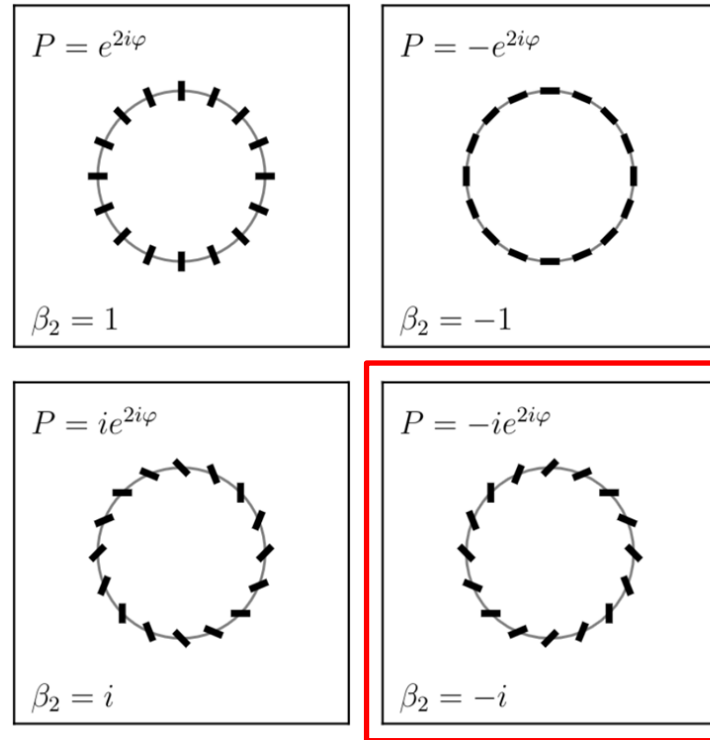 P = e^{2iφ}
β₂ = 1
P = −e^{2iφ}
β₂ = −1
P = ie^{2iφ}
β₂ = i
P = −ie^{2iφ}
β₂ = −i